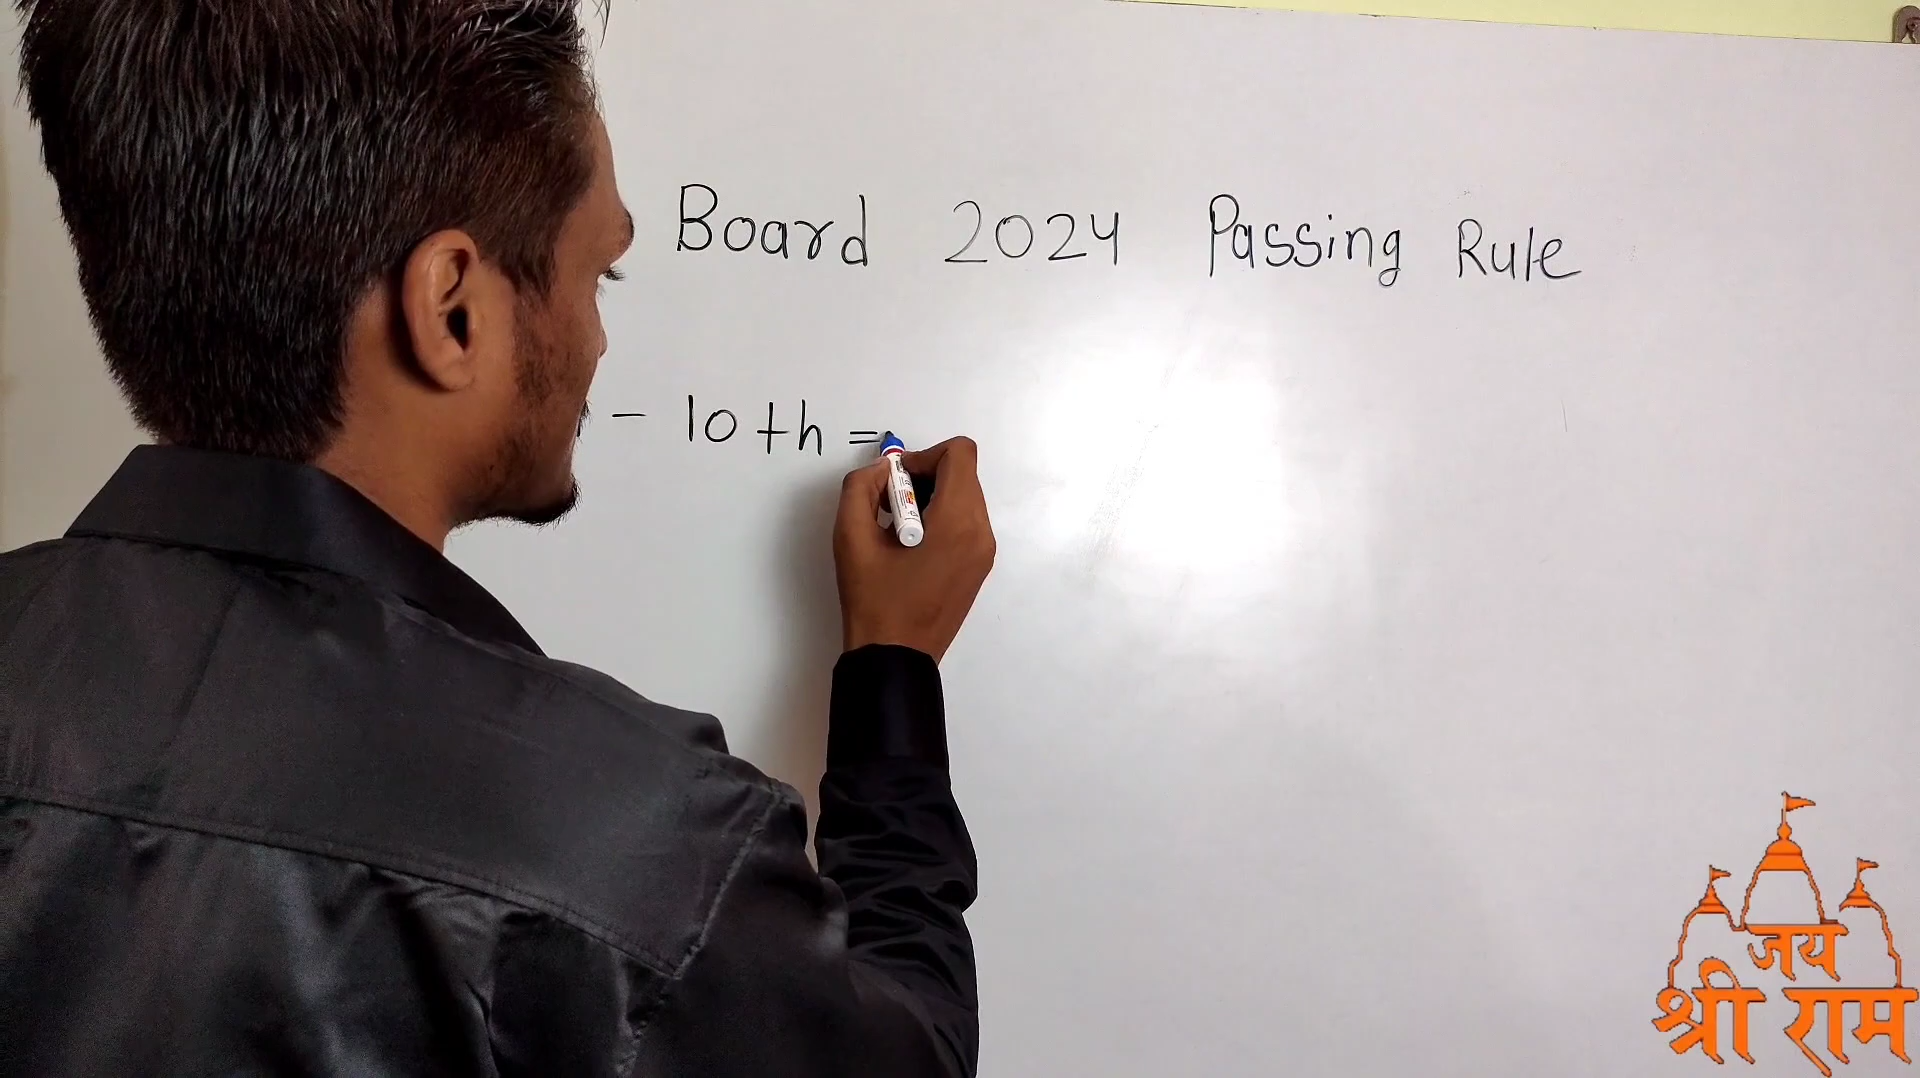 Board 2024 Passing Rule
- 10th =
जय
श्री राम